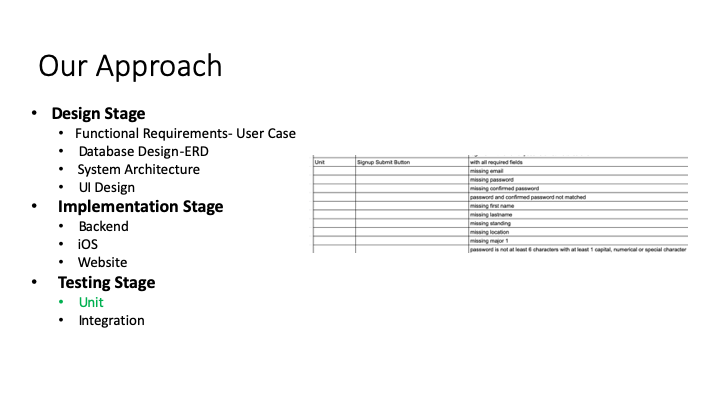 Our Approach
• Design Stage
• Functional Requirements- User Case
• Database Design-ERD
• System Architecture
• UI Design
• Implementation Stage
• Backend
• iOS
• Website
• Testing Stage
• Unit
• Integration
Unit Signup Submit Button with all required fields
missing email
missing password
missing confirmed password
password and confirmed password not matched
missing first name
missing lastname
missing standing
missing location
missing major 1
password is not at least 6 characters with at least 1 capital, numerical or special character